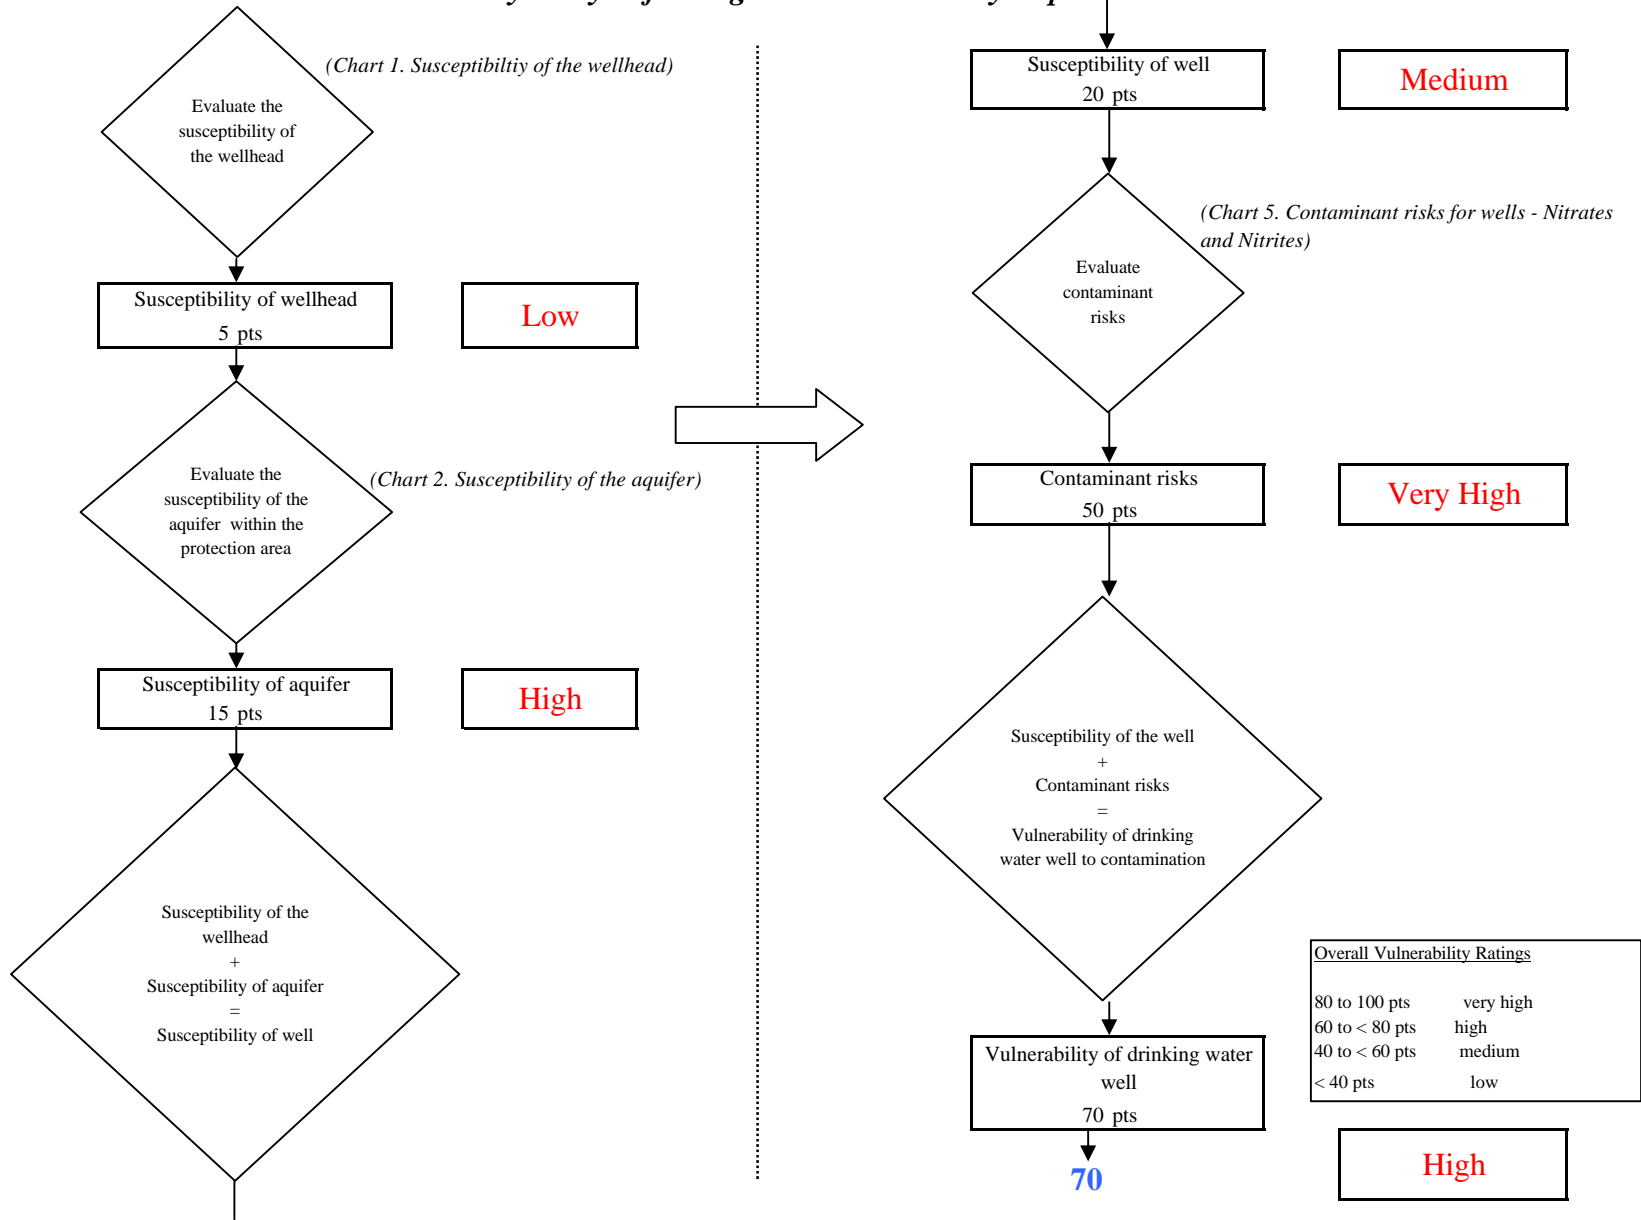 (Chart 1. Susceptibiltiy of the wellhead)
Evaluate the
susceptibility of
the wellhead
Susceptibility of wellhead
5 pts
Low
Evaluate the
susceptibility of the
aquifer within the
protection area
(Chart 2. Susceptibility of the aquifer)
Susceptibility of aquifer
15 pts
High
Susceptibility of the
wellhead
+
Susceptibility of aquifer
=
Susceptibility of well
Susceptibility of well
20 pts
Medium
(Chart 5. Contaminant risks for wells - Nitrates
and Nitrites)
Evaluate
contaminant
risks
Contaminant risks
50 pts
Very High
Susceptibility of the well
+
Contaminant risks
=
Vulnerability of drinking
water well to contamination
Overall Vulnerability Ratings
80 to 100 pts very high
60 to < 80 pts high
40 to < 60 pts medium
< 40 pts low
Vulnerability of drinking water
well
70 pts
70
High